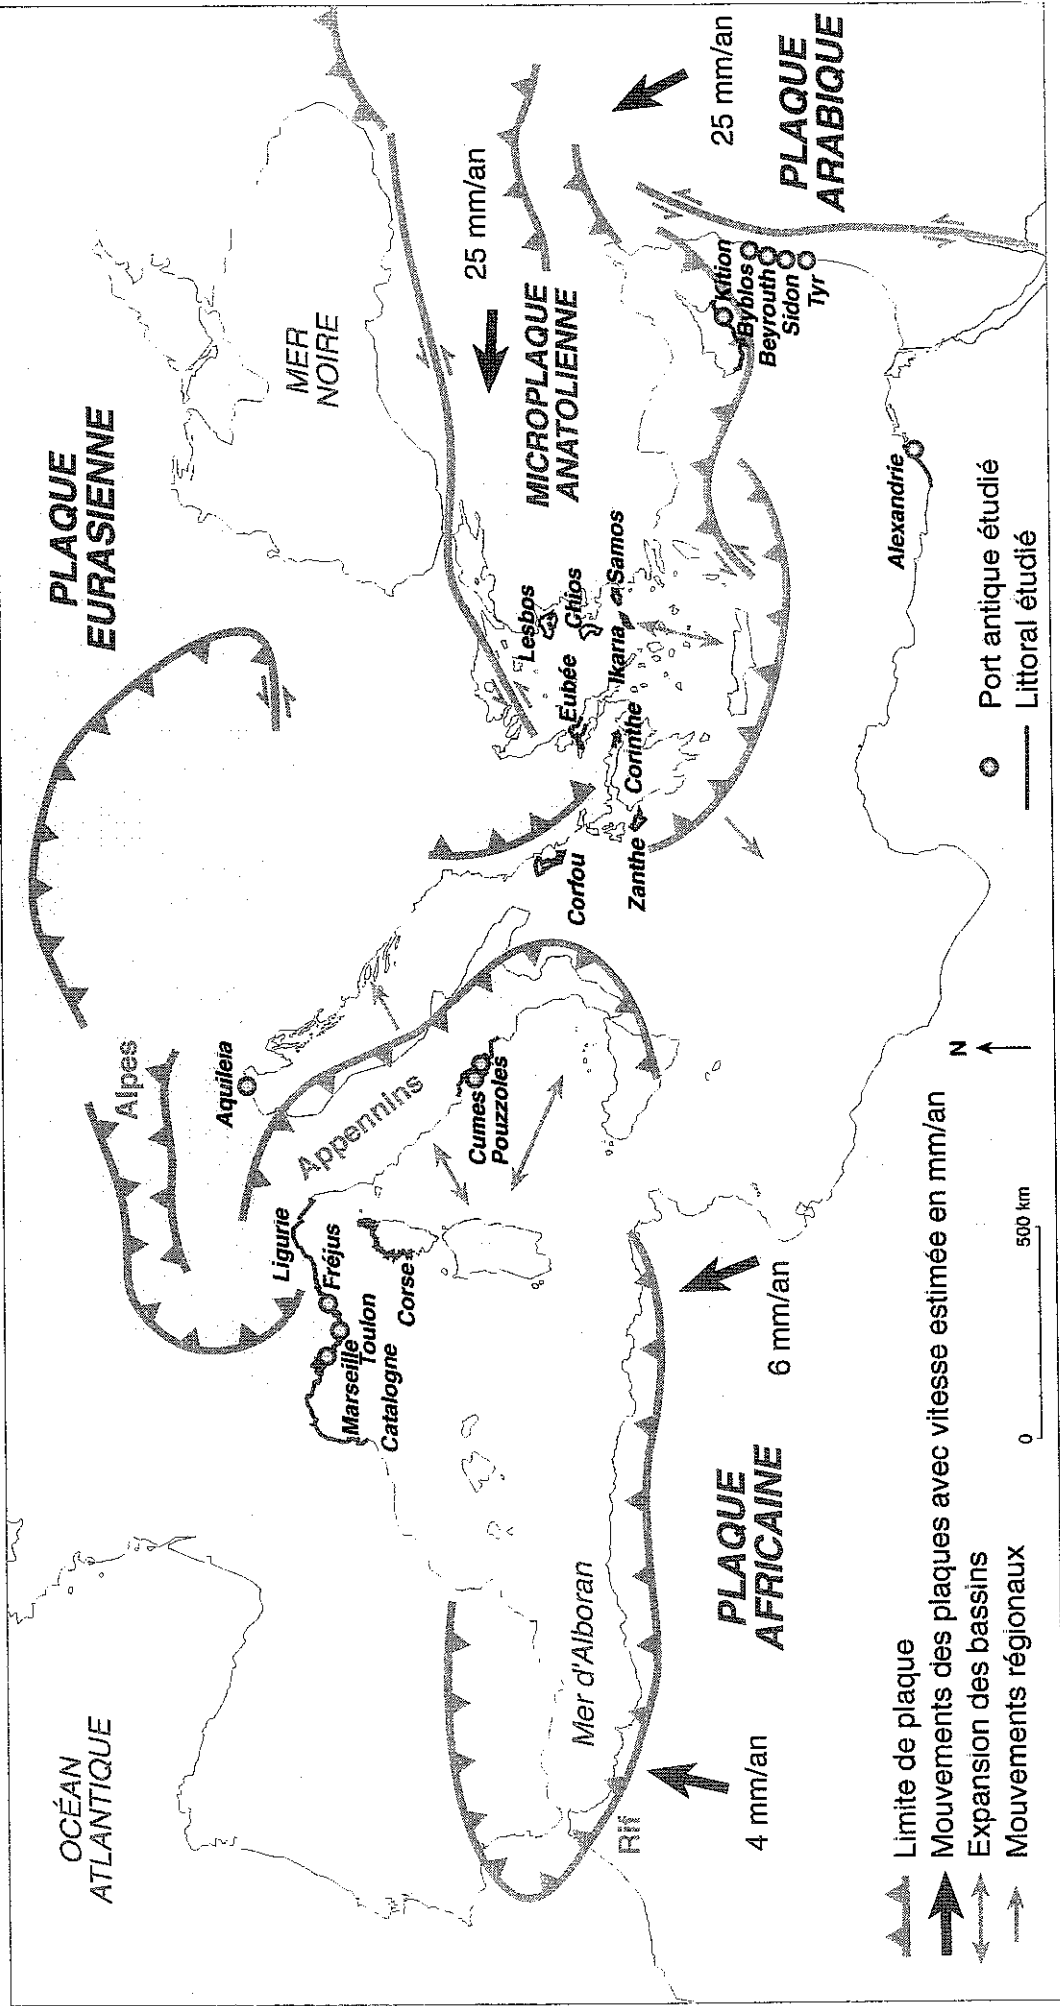 OCÉAN
ATLANTIQUE
PLAQUE
EURASIENNE
MER
NOIRE
Alpes
Aquileia
Appennins
Ligurie
Fréjus
Marseille
Toulon
Catalogne
Corse
Cumes
Pouzzoles
Corfou
Zanthe
Corinthe
Eubée
Lesbos
Chios
Ikaria
Samos
25 mm/an
MICROPLAQUE
ANATOLIENNE
25 mm/an
PLAQUE
ARABIQUE
Kition
Byblos
Beyrouth
Sidon
Tyr
Alexandrie
Mer d'Alboran
Rif
PLAQUE
AFRICAINE
4 mm/an
6 mm/an
Limite de plaque
Mouvements des plaques avec vitesse estimée en mm/an
Expansion des bassins
Mouvements régionaux
0
500 km
N
Port antique étudié
Littoral étudié